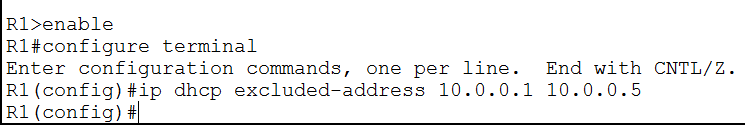 R1>enable
R1#configure terminal
Enter configuration commands, one per line.  End with CNTL/Z.
R1(config)#ip dhcp excluded-address 10.0.0.1 10.0.0.5
R1(config)#